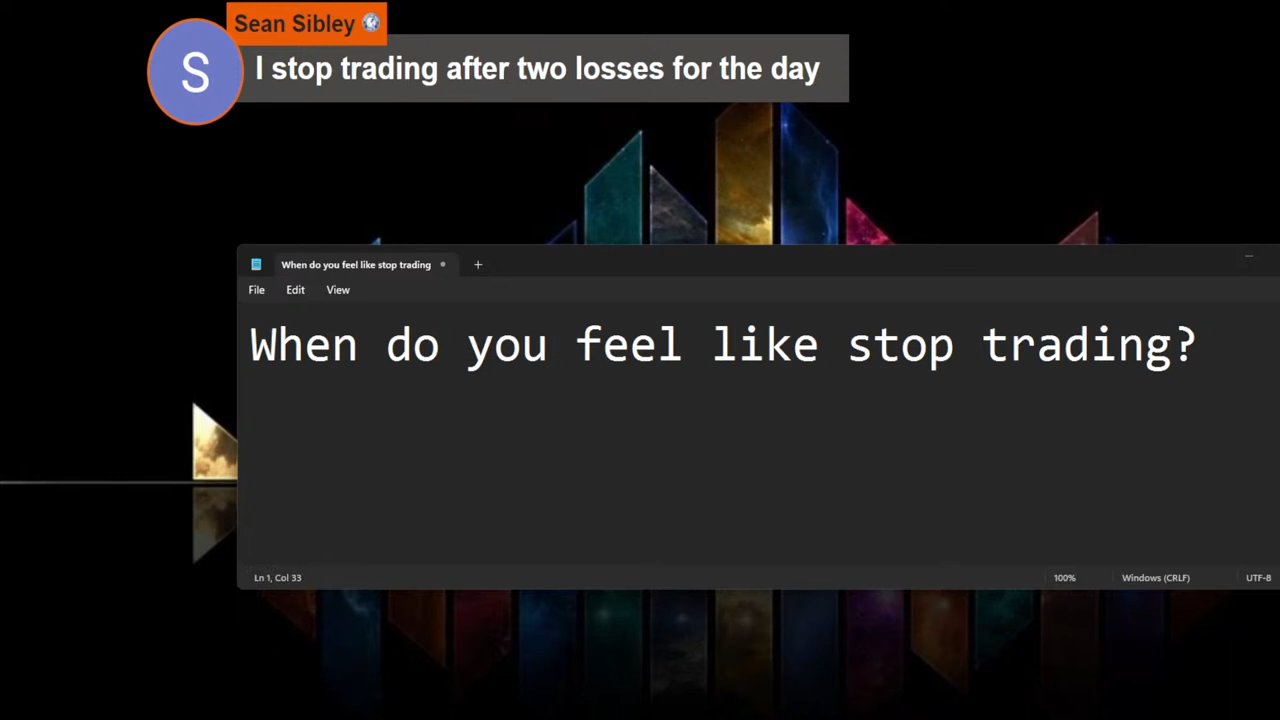 Sean Sibley
S
I stop trading after two losses for the day
When do you feel like stop trading
File Edit View
When do you feel like stop trading?
Ln 1, Col 33 100% Windows (CRLF) UTF-8